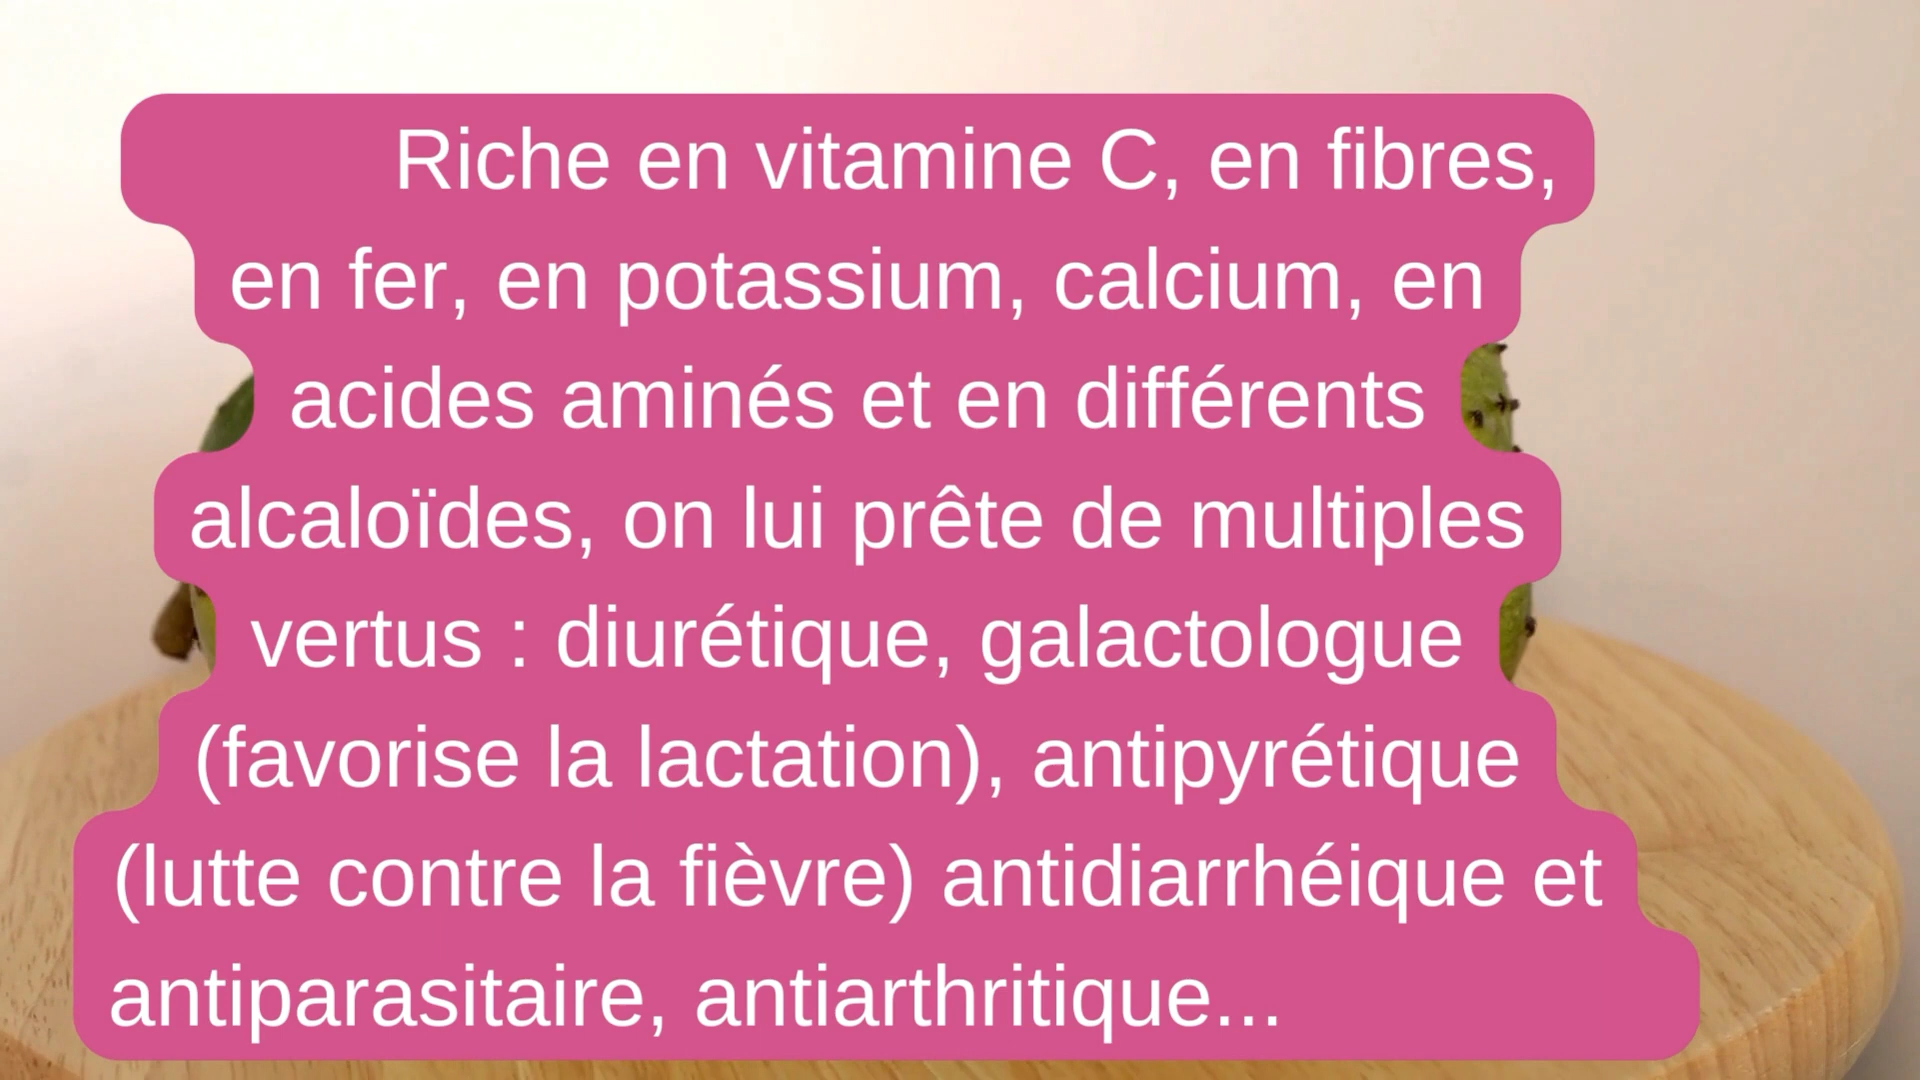 Riche en vitamine C, en fibres,
en fer, en potassium, calcium, en
acides aminés et en différents
alcaloïdes, on lui prête de multiples
vertus : diurétique, galactologue
(favorise la lactation), antipyrétique
(lutte contre la fièvre) antidiarrhéique et
antiparasitaire, antiarthritique...